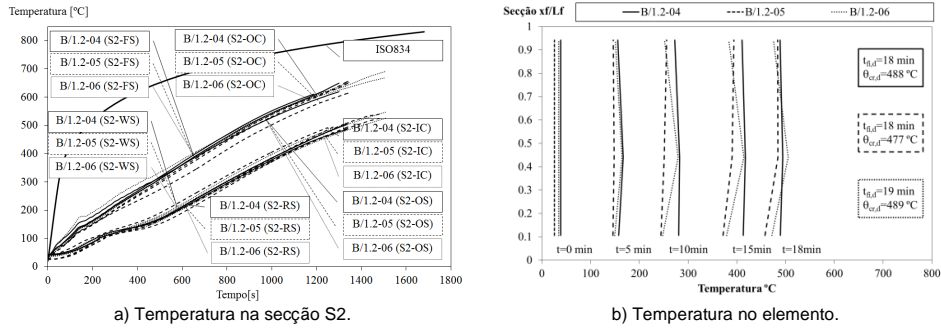 Temperatura [ºC]
800
700
600
500
400
300
200
100
0
0
200
400
600
800
1000
1200
1400
1600
1800
Tempo[s]
B/1.2-04 (S2-FS)
B/1.2-05 (S2-FS)
B/1.2-06 (S2-FS)
B/1.2-04 (S2-OC)
B/1.2-05 (S2-OC)
B/1.2-06 (S2-OC)
ISO834
B/1.2-04 (S2-WS)
B/1.2-05 (S2-WS)
B/1.2-06 (S2-WS)
B/1.2-04 (S2-IC)
B/1.2-05 (S2-IC)
B/1.2-06 (S2-IC)
B/1.2-04 (S2-RS)
B/1.2-05 (S2-RS)
B/1.2-06 (S2-RS)
B/1.2-04 (S2-OS)
B/1.2-05 (S2-OS)
B/1.2-06 (S2-OS)
a) Temperatura na secção S2.
Secção xf/Lf
B/1.2-04
B/1.2-05
B/1.2-06
1
0.9
0.8
0.7
0.6
0.5
0.4
0.3
0.2
0.1
0
100
200
300
400
500
600
700
800
t=0 min
t=5 min
t=10min
t=15min
t=18min
tfi,d=18 min
θcr,d=488 ºC
tfi,d=18 min
θcr,d=477 ºC
tfi,d=19 min
θcr,d=489 ºC
Temperatura ºC
b) Temperatura no elemento.